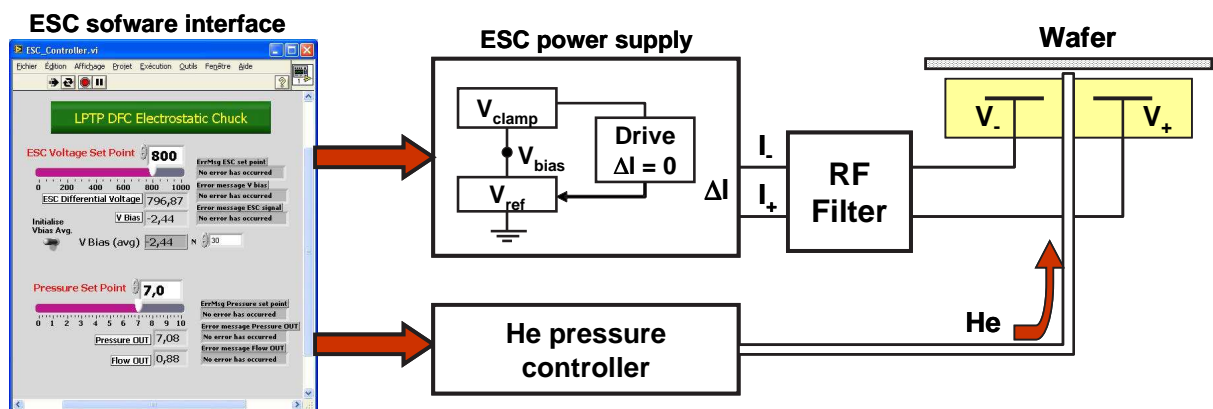 ESC sofware interface
ESC_Controller.vi
Fichier Édition Affichage Projet Exécution Outils Fenêtre Aide
LPTP DFC Electrostatic Chuck
ESC Voltage Set Point 800
0 200 400 600 800 1000
ESC Differential Voltage 796,87
V Bias -2,44
Initialise
Vbias Avg.
V Bias (avg) -2,44 N 30
ErrMsg ESC set point
No error has occurred
Error message V bias
No error has occurred
Error message ESC signal
No error has occurred
Pressure Set Point 7,0
0 1 2 3 4 5 6 7 8 9 10
Pressure OUT 7,08
Flow OUT 0,88
ErrMsg Pressure set point
No error has occurred
Error message Pressure OUT
No error has occurred
Error message Flow OUT
No error has occurred
ESC power supply
Vclamp
Vbias
Vref
Drive
ΔI = 0
ΔI
I-
I+
RF
Filter
Wafer
V-
V+
He pressure
controller
He